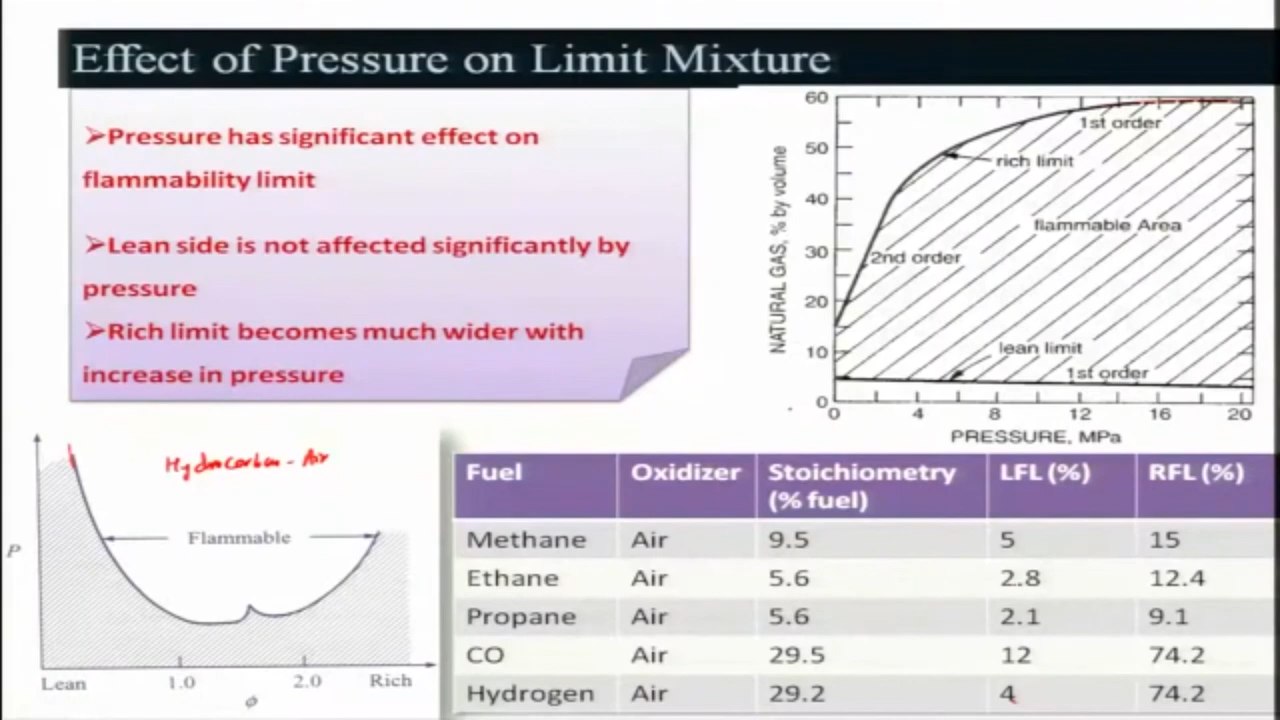 Effect of Pressure on Limit Mixture
➢Pressure has significant effect on
flammability limit
➢Lean side is not affected significantly by
pressure
➢Rich limit becomes much wider with
increase in pressure
NATURAL GAS, % by volume
60
50
40
30
20
10
0
1st order
rich limit
flammable Area
2nd order
lean limit
1st order
0 4 8 12 16 20
PRESSURE, MPa
Hydrocarbon - Air
Flammable
P
Lean 1.0 2.0 Rich
ϕ
Fuel Oxidizer Stoichiometry LFL (%) RFL (%)
(% fuel)
Methane Air 9.5 5 15
Ethane Air 5.6 2.8 12.4
Propane Air 5.6 2.1 9.1
CO Air 29.5 12 74.2
Hydrogen Air 29.2 4 74.2